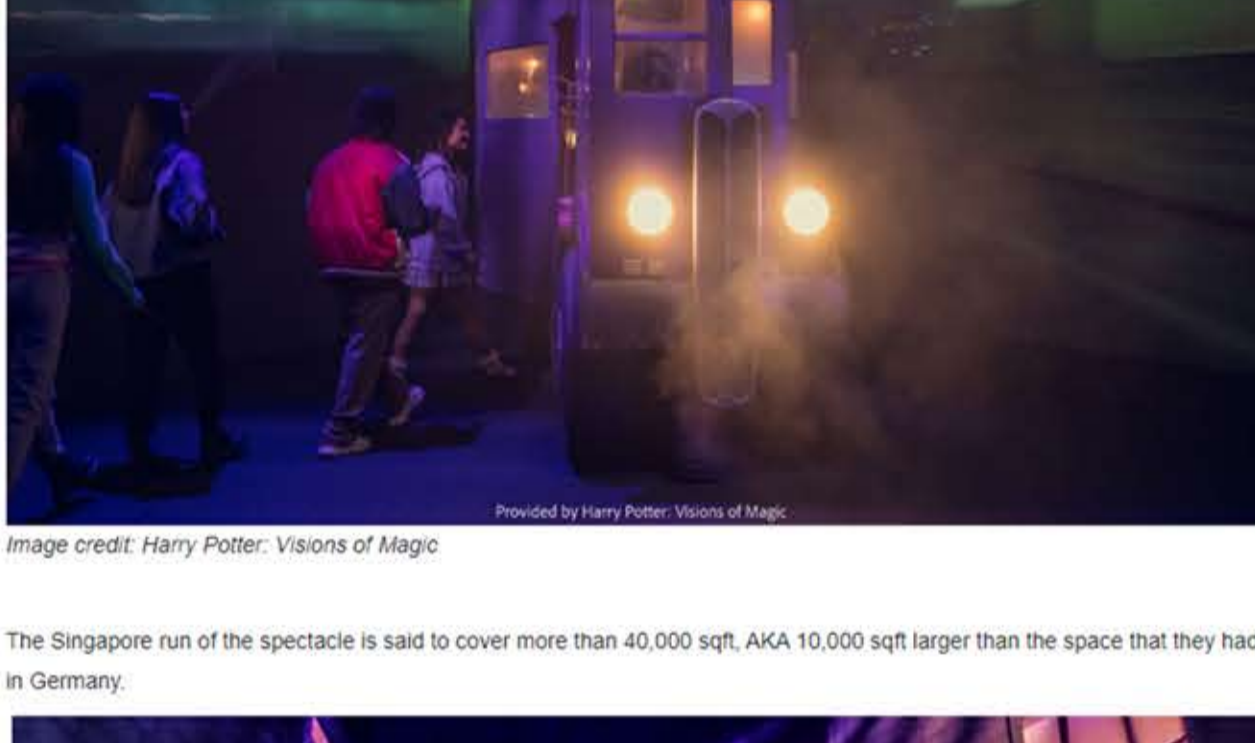 Provided by Harry Potter: Visions of Magic
Image credit: Harry Potter: Visions of Magic
The Singapore run of the spectacle is said to cover more than 40,000 sqft, AKA 10,000 sqft larger than the space that they had
in Germany.